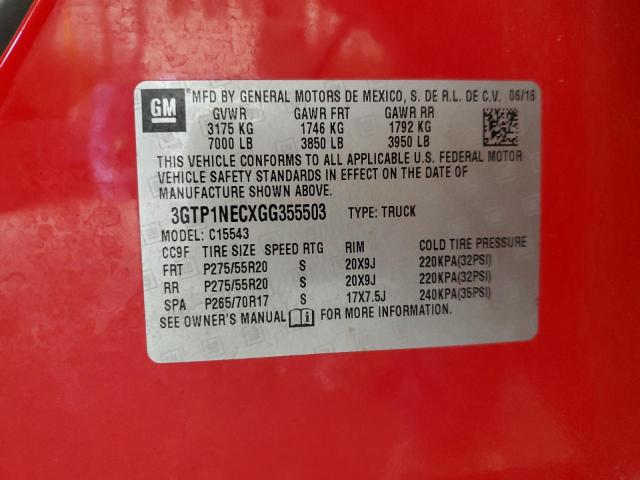 GM MFD BY GENERAL MOTORS DE MEXICO, S. DE R.L. DE C.V. 06/16
GVWR GAWR FRT GAWR RR
3175 KG 1746 KG 1792 KG
7000 LB 3850 LB 3950 LB
THIS VEHICLE CONFORMS TO ALL APPLICABLE U.S. FEDERAL MOTOR
VEHICLE SAFETY STANDARDS IN EFFECT ON THE DATE OF
MANUFACTURE SHOWN ABOVE.
3GTP1NECXGG355503 TYPE: TRUCK
MODEL: C15543
CC9F TIRE SIZE SPEED RTG RIM COLD TIRE PRESSURE
FRT P275/55R20 S 20X9J 220KPA(32PSI)
RR P275/55R20 S 20X9J 220KPA(32PSI)
SPA P265/70R17 S 17X7.5J 240KPA(35PSI)
SEE OWNER'S MANUAL FOR MORE INFORMATION.